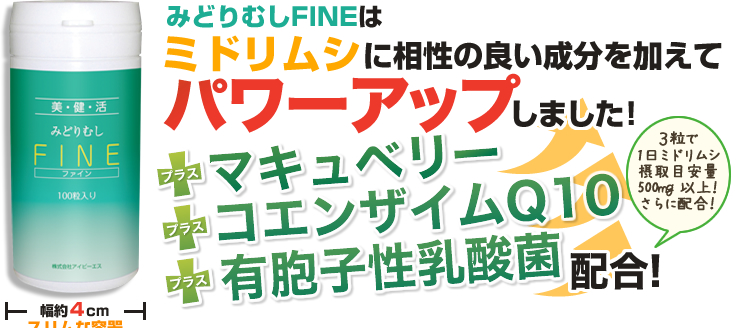 みどりむしFINEは
ミドリムシに相性の良い成分を加えて
パワーアップしました!
プラス マキュベリー
プラス コエンザイムQ10
プラス 有胞子性乳酸菌 配合!
3粒で
1日ミドリムシ
摂取目安量
500mg 以上!
さらに配合!
美・健・活
みどりむし
FINE
ファイン
100粒入り
株式会社アイビーエス
幅約4cm
スリムな容器